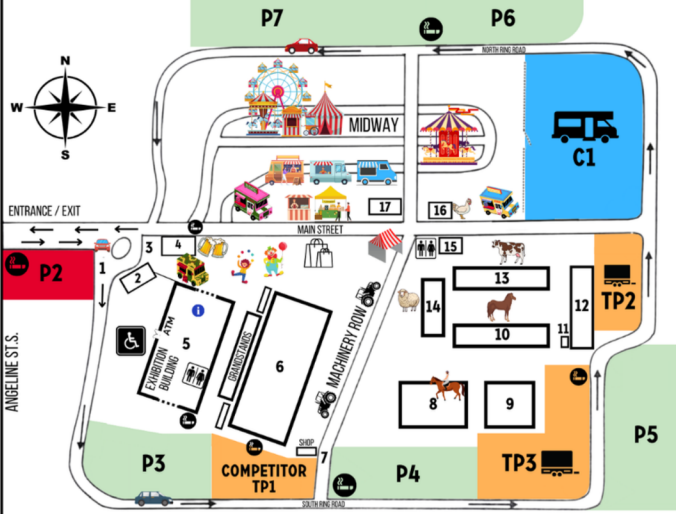 P7
P6
NORTH RING ROAD
N
W
E
S
MIDWAY
C1
ENTRANCE / EXIT
17
16
MAIN STREET
3
4
15
P2
1
2
13
TP2
14
12
ATM
i
5
EXHIBITION
BUILDING
GRANDSTANDS
6
MACHINERY ROW
10
11
ANGELINE ST.S.
8
9
P5
SHOP
7
P3
COMPETITOR
TP1
P4
TP3
SOUTH RING ROAD